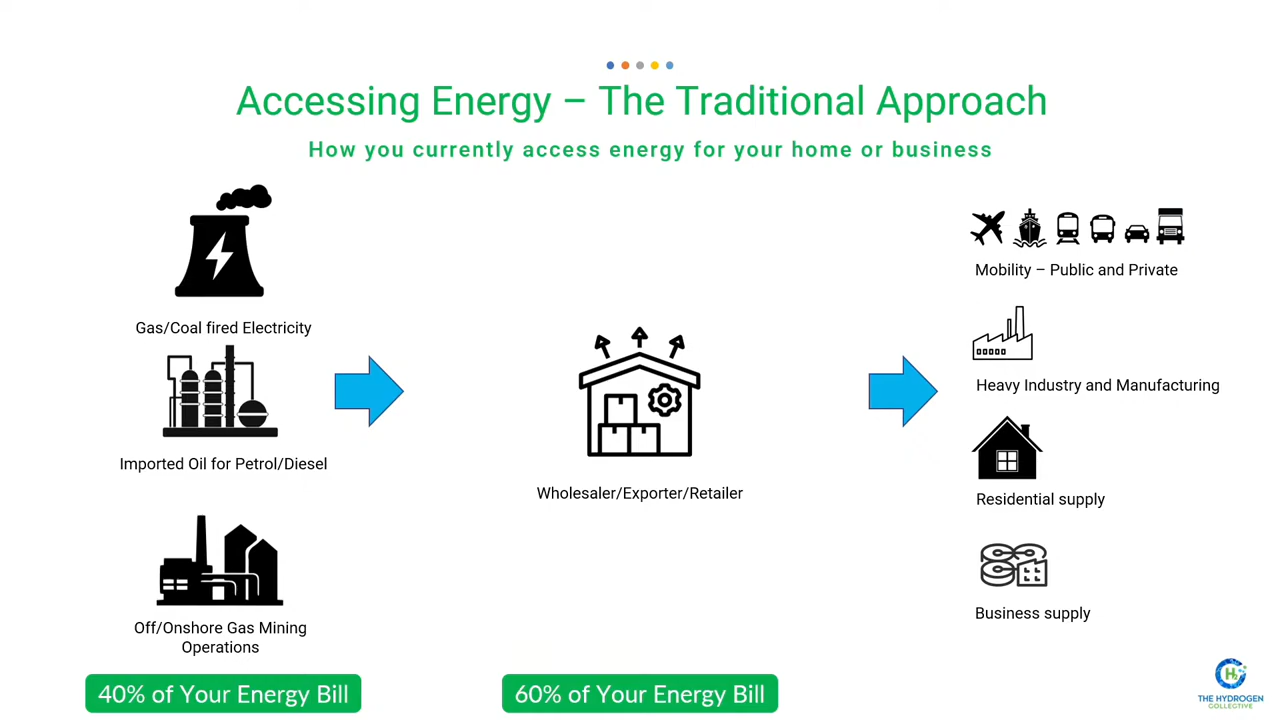 Accessing Energy – The Traditional Approach
How you currently access energy for your home or business
Gas/Coal fired Electricity
Imported Oil for Petrol/Diesel
Off/Onshore Gas Mining
Operations
40% of Your Energy Bill
Wholesaler/Exporter/Retailer
60% of Your Energy Bill
Mobility – Public and Private
Heavy Industry and Manufacturing
Residential supply
Business supply
H₂
THE HYDROGEN
COLLECTIVE